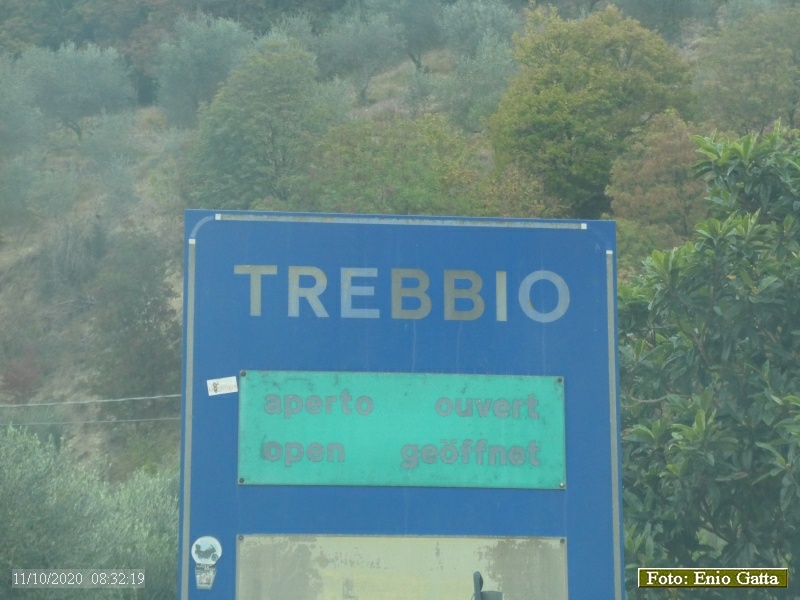 TREBBIO
aperto ouvert
open geöffnet
11/10/2020 08:32:19
Foto: Enio Gatta